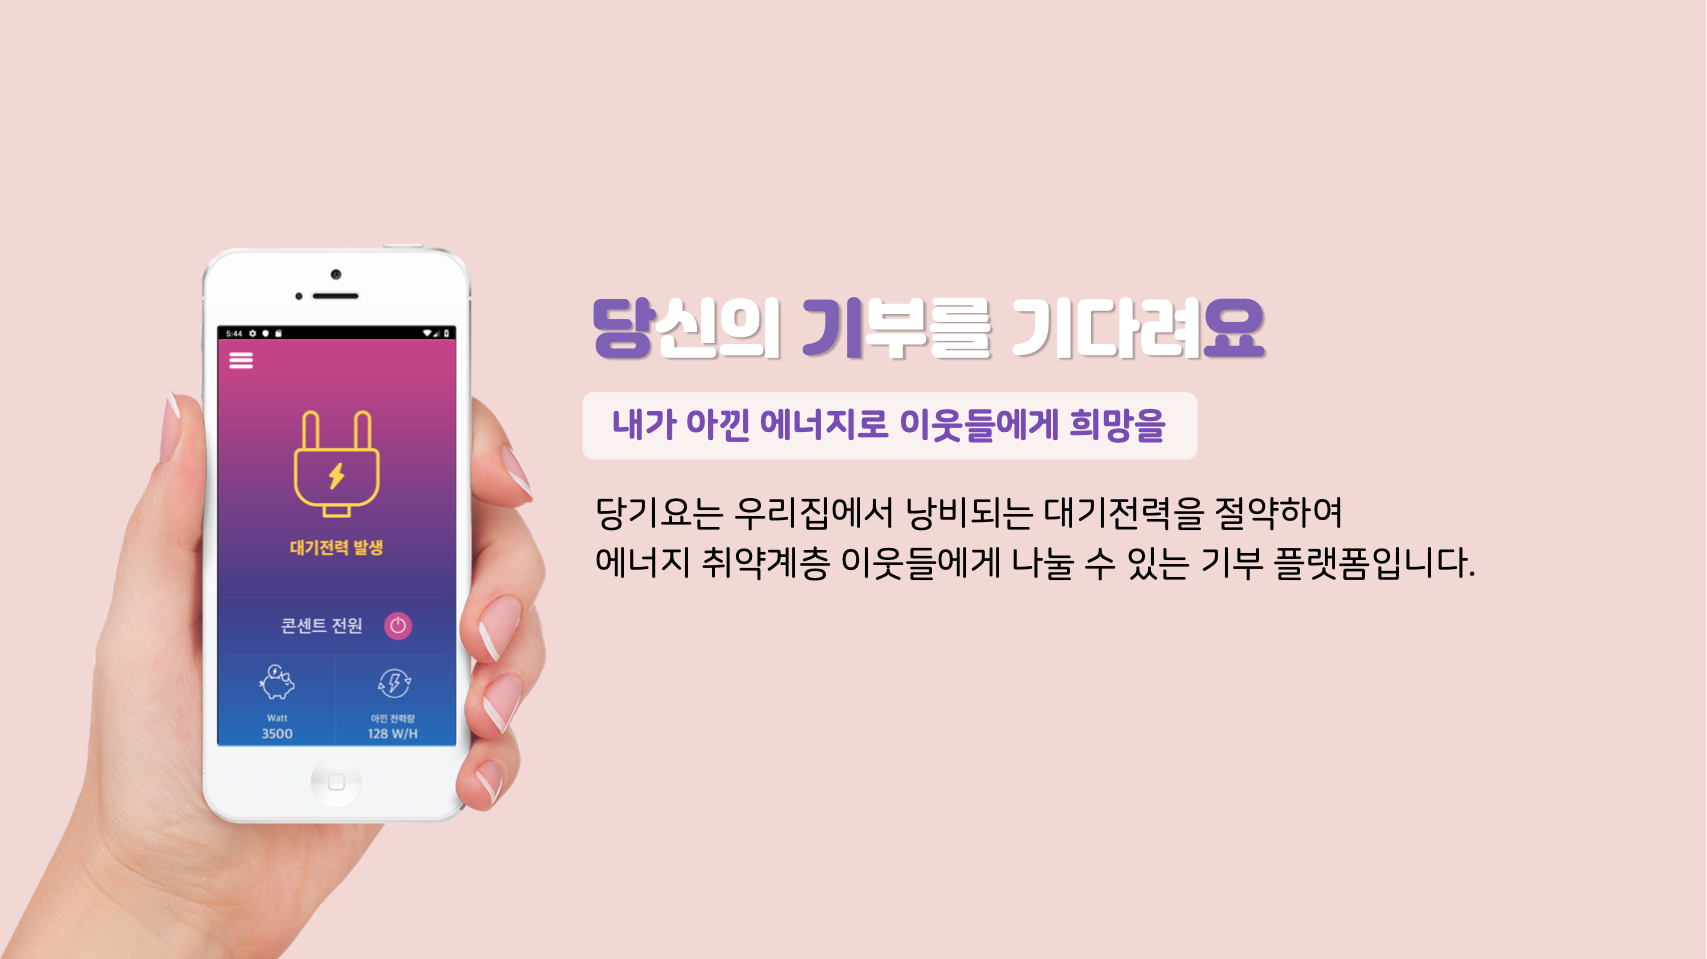 당신의 기부를 기다려요
내가 아낀 에너지로 이웃들에게 희망을
당기요는 우리집에서 낭비되는 대기전력을 절약하여
에너지 취약계층 이웃들에게 나눌 수 있는 기부 플랫폼입니다.
5:44
대기전력 발생
콘센트 전원
Watt
3500
아낀 전력량
128 W/H